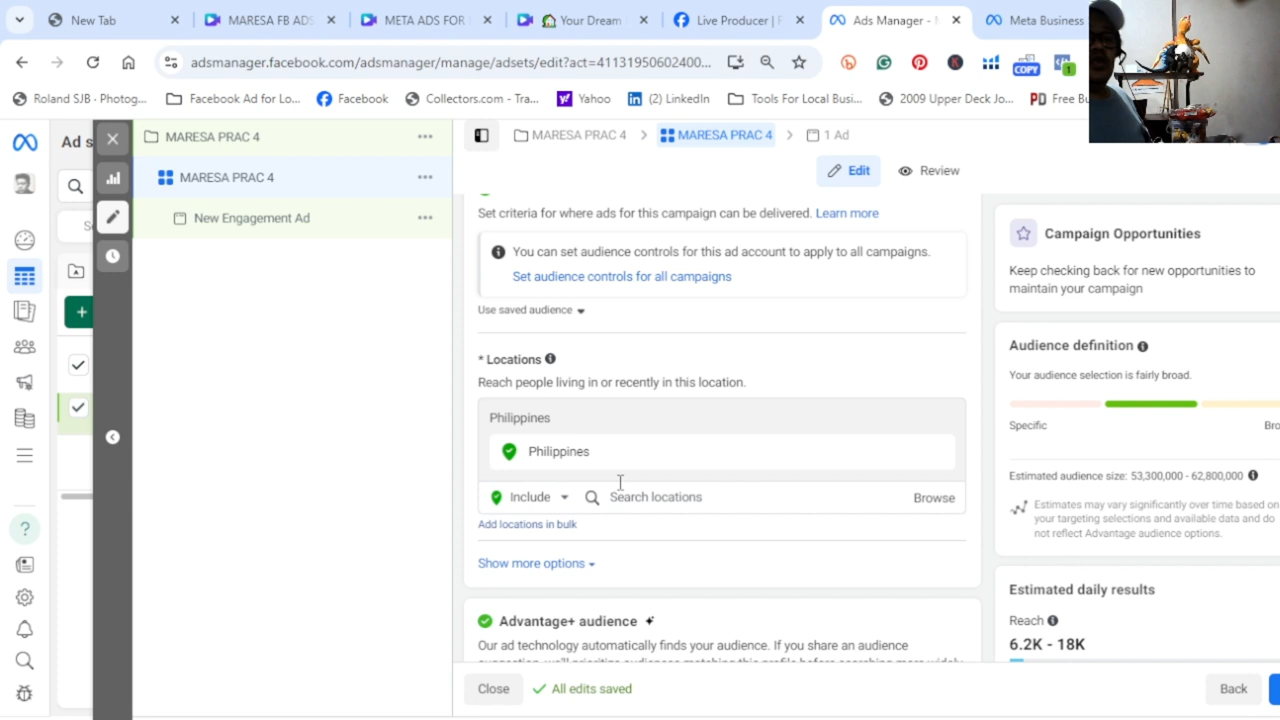 New Tab
MARESA FB ADS
META ADS FOR
Your Dream
Live Producer | F
Ads Manager -
Meta Business
adsmanager.facebook.com/adsmanager/manage/adsets/edit?act=41131950602400...
COPY
1
Roland SJB · Photog...
Facebook Ad for Lo...
Facebook
Collectors.com - Tra...
Yahoo
(2) LinkedIn
Tools For Local Busi...
2009 Upper Deck Jo...
PD Free Bu
Ad s
MARESA PRAC 4
MARESA PRAC 4
New Engagement Ad
MARESA PRAC 4
MARESA PRAC 4
1 Ad
Edit
Review
Set criteria for where ads for this campaign can be delivered. Learn more
You can set audience controls for this ad account to apply to all campaigns.
Set audience controls for all campaigns
Use saved audience
* Locations
Reach people living in or recently in this location.
Philippines
Philippines
Include
Search locations
Browse
Add locations in bulk
Show more options
Advantage+ audience
Our ad technology automatically finds your audience. If you share an audience
Close
All edits saved
Back
Campaign Opportunities
Keep checking back for new opportunities to
maintain your campaign
Audience definition
Your audience selection is fairly broad.
Specific
Bro
Estimated audience size: 53,300,000 - 62,800,000
Estimates may vary significantly over time based on
your targeting selections and available data and do
not reflect Advantage audience options.
Estimated daily results
Reach
6.2K - 18K